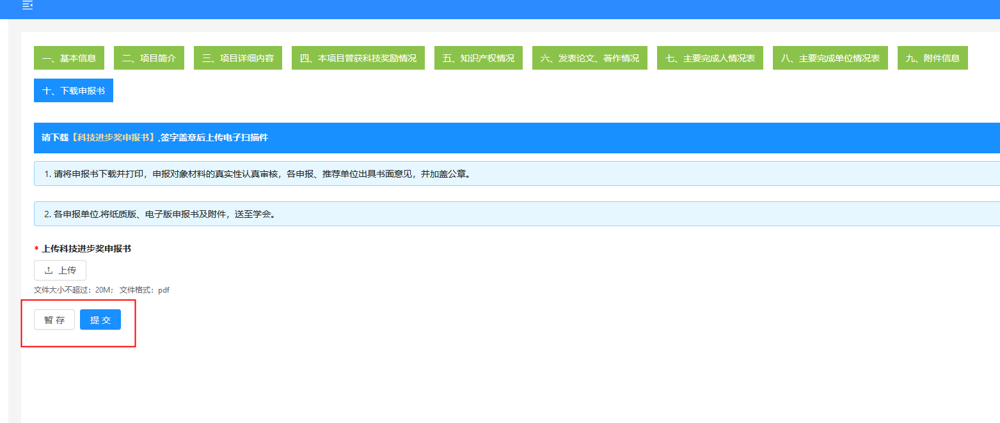 一、基本信息 二、项目简介 三、项目详细内容 四、本项目曾获科技奖励情况 五、知识产权情况 六、发表论文、著作情况 七、主要完成人情况表 八、主要完成单位情况表 九、附件信息
十、下载申报书
请下载【科技进步奖申报书】,签字盖章后上传电子扫描件
1. 请将申报书下载并打印，申报对象材料的真实性认真审核，各申报、推荐单位出具书面意见，并加盖公章。
2. 各申报单位.将纸质版、电子版申报书及附件，送至学会。
* 上传科技进步奖申报书
上传
文件大小不超过：20M； 文件格式：pdf
暂 存 提 交